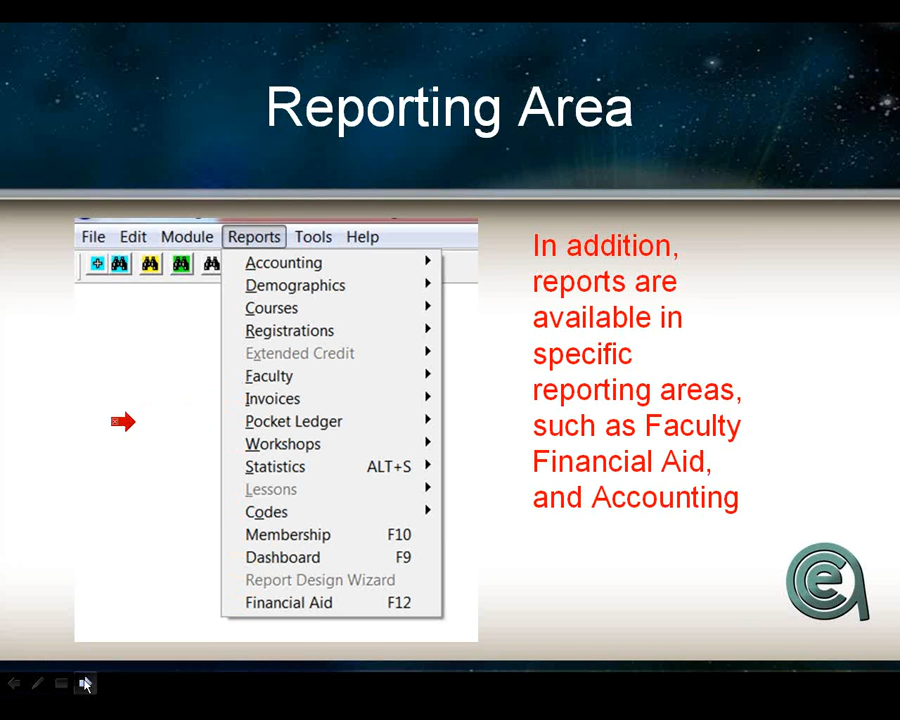 Reporting Area
File Edit Module Reports Tools Help
Accounting
Demographics
Courses
Registrations
Extended Credit
Faculty
Invoices
Pocket Ledger
Workshops
Statistics ALT+S
Lessons
Codes
Membership F10
Dashboard F9
Report Design Wizard
Financial Aid F12
In addition,
reports are
available in
specific
reporting areas,
such as Faculty
Financial Aid,
and Accounting